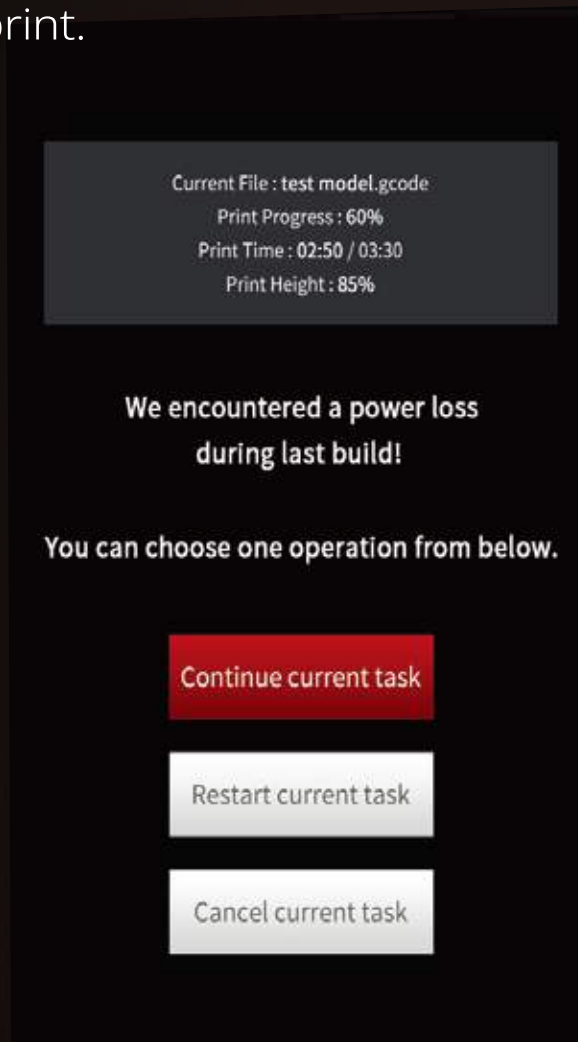 print.
Current File : test model.gcode
Print Progress : 60%
Print Time : 02:50 / 03:30
Print Height : 85%
We encountered a power loss
during last build!
You can choose one operation from below.
Continue current task
Restart current task
Cancel current task